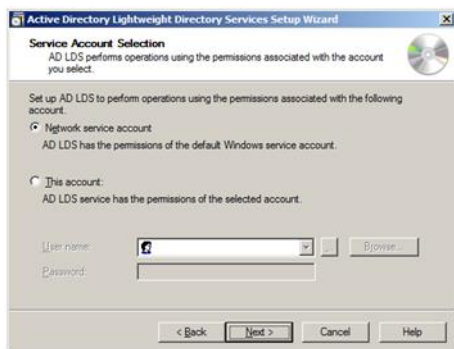 Active Directory Lightweight Directory Services Setup Wizard
Service Account Selection
AD LDS performs operations using the permissions associated with the account
you select.
Set up AD LDS to perform operations using the permissions associated with the following
account.
Network service account
AD LDS has the permissions of the default Windows service account.
This account:
AD LDS service has the permissions of the selected account.
User name:
... Browse...
Password:
< Back Next > Cancel Help